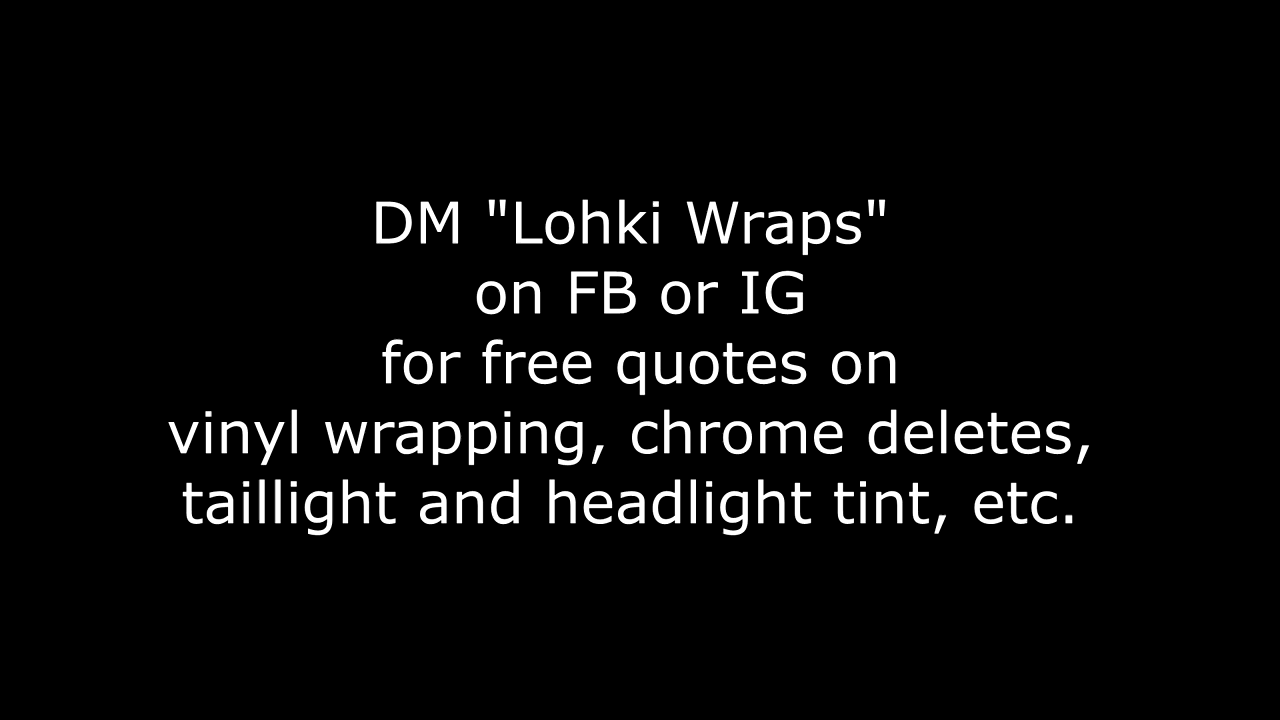 DM "Lohki Wraps"
on FB or IG
for free quotes on
vinyl wrapping, chrome deletes,
taillight and headlight tint, etc.